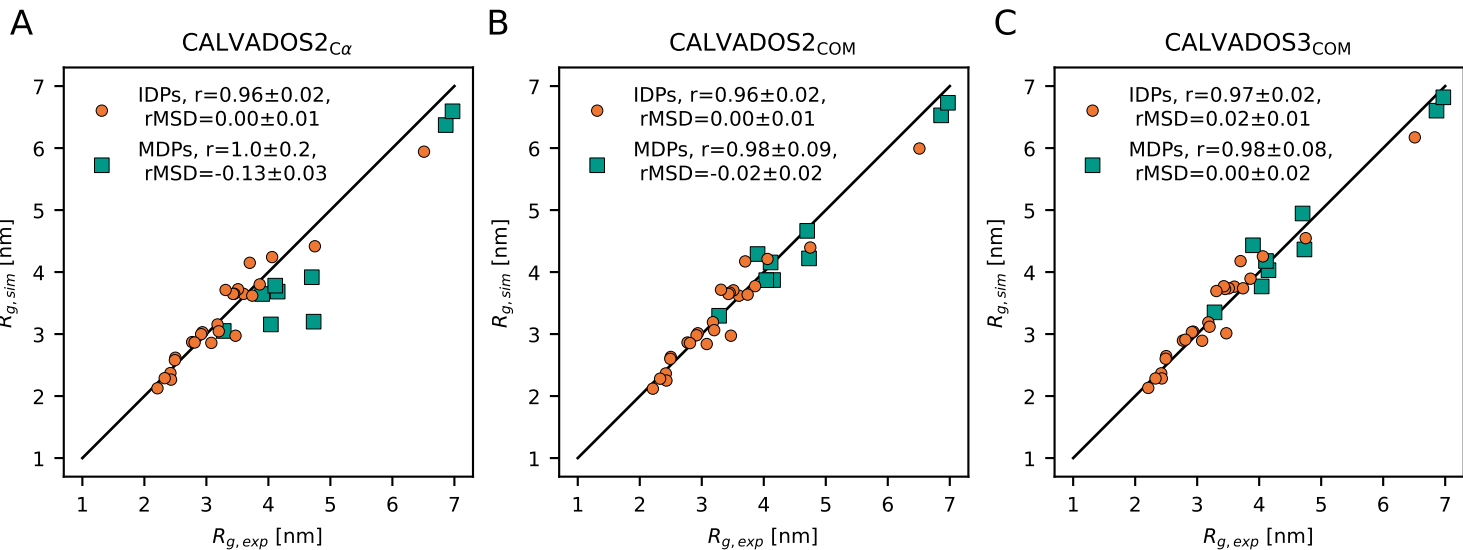 A
CALVADOS2Cα
IDPs, r=0.96±0.02,
rMSD=0.00±0.01
MDPs, r=1.0±0.2,
rMSD=-0.13±0.03
7
6
5
4
3
2
1
Rg,sim [nm]
1 2 3 4 5 6 7
Rg,exp [nm]
B
CALVADOS2COM
IDPs, r=0.96±0.02,
rMSD=0.00±0.01
MDPs, r=0.98±0.09,
rMSD=-0.02±0.02
7
6
5
4
3
2
1
Rg,sim [nm]
1 2 3 4 5 6 7
Rg,exp [nm]
C
CALVADOS3COM
IDPs, r=0.97±0.02,
rMSD=0.02±0.01
MDPs, r=0.98±0.08,
rMSD=0.00±0.02
7
6
5
4
3
2
1
Rg,sim [nm]
1 2 3 4 5 6 7
Rg,exp [nm]